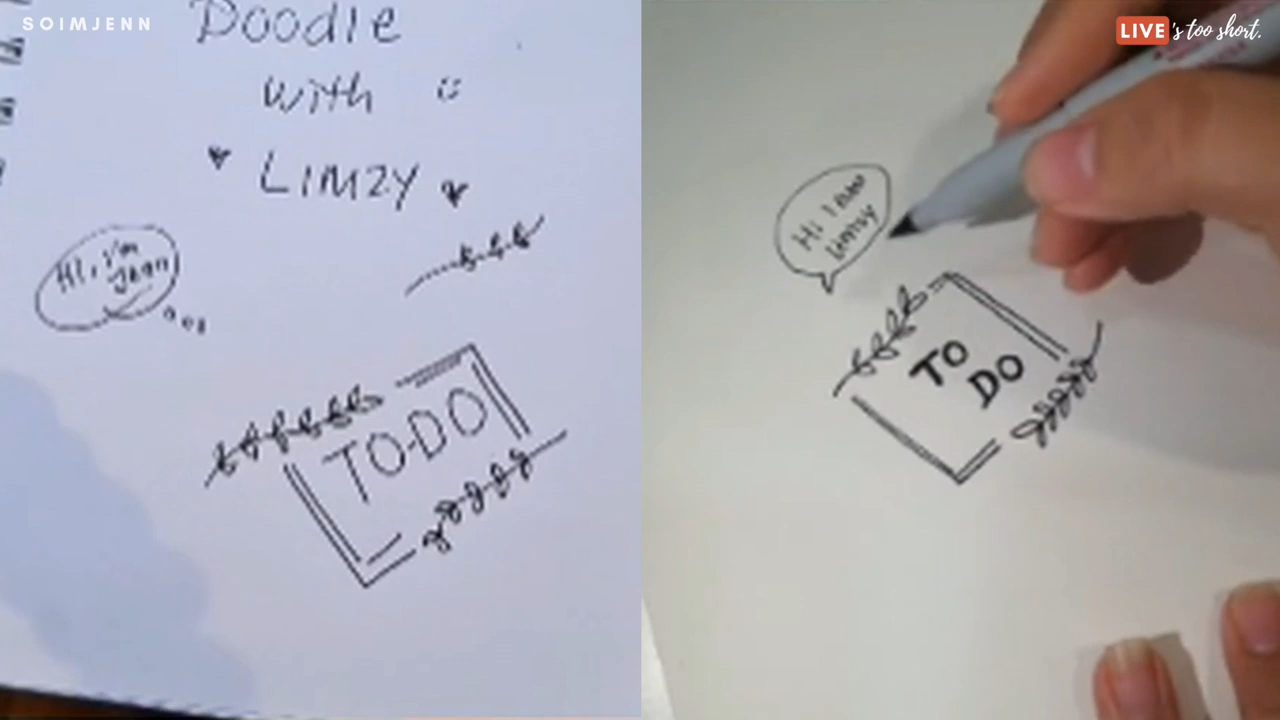 SOIMJENN
Doodle
with
LIMZY
Hi, I'm
Jenn
TO-DO
LIVE's too short.
Hi I am
Limzy
TO
DO